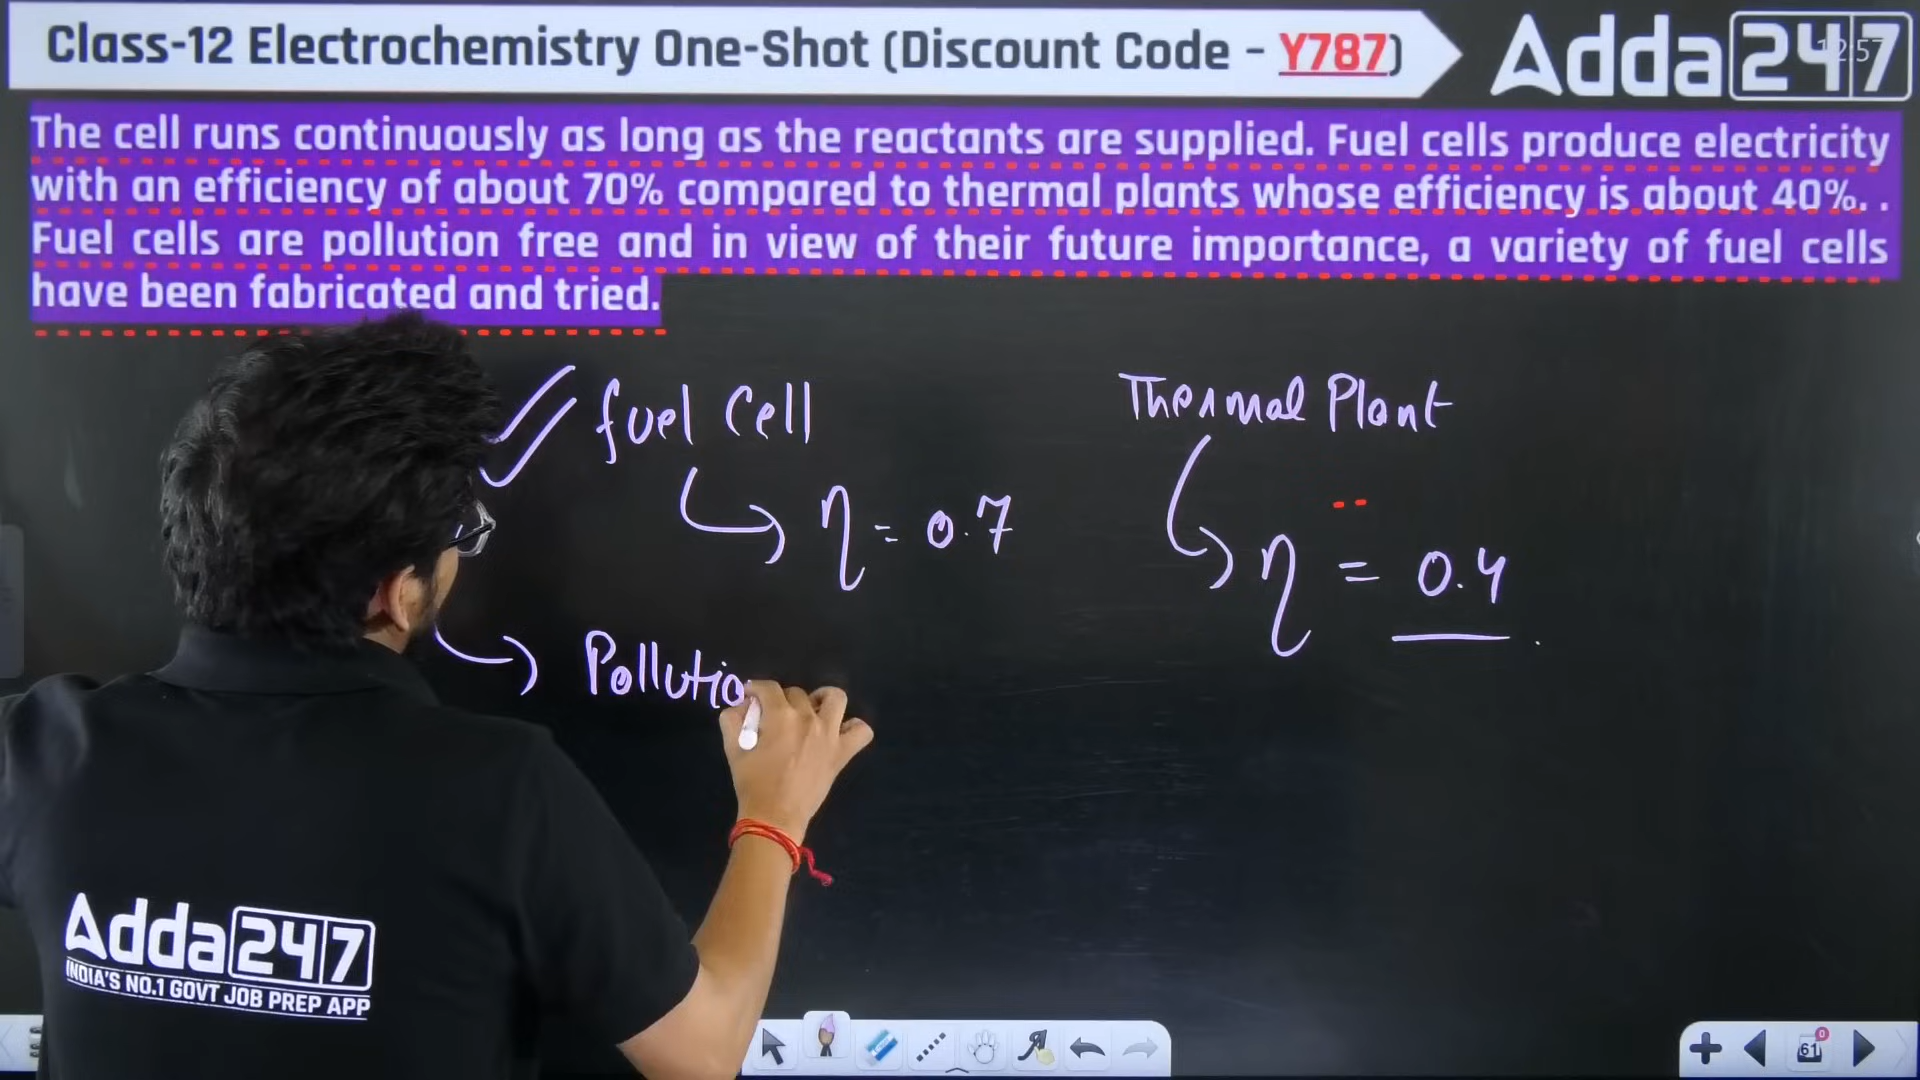 Class-12 Electrochemistry One-Shot (Discount Code - Y787)
Adda247
12:57
The cell runs continuously as long as the reactants are supplied. Fuel cells produce electricity
with an efficiency of about 70% compared to thermal plants whose efficiency is about 40%. .
Fuel cells are pollution free and in view of their future importance, a variety of fuel cells
have been fabricated and tried.
fuel Cell
Thermal Plant
η = 0.7
η = 0.4
Pollutio
Adda247
INDIA'S NO.1 GOVT JOB PREP APP
61
0